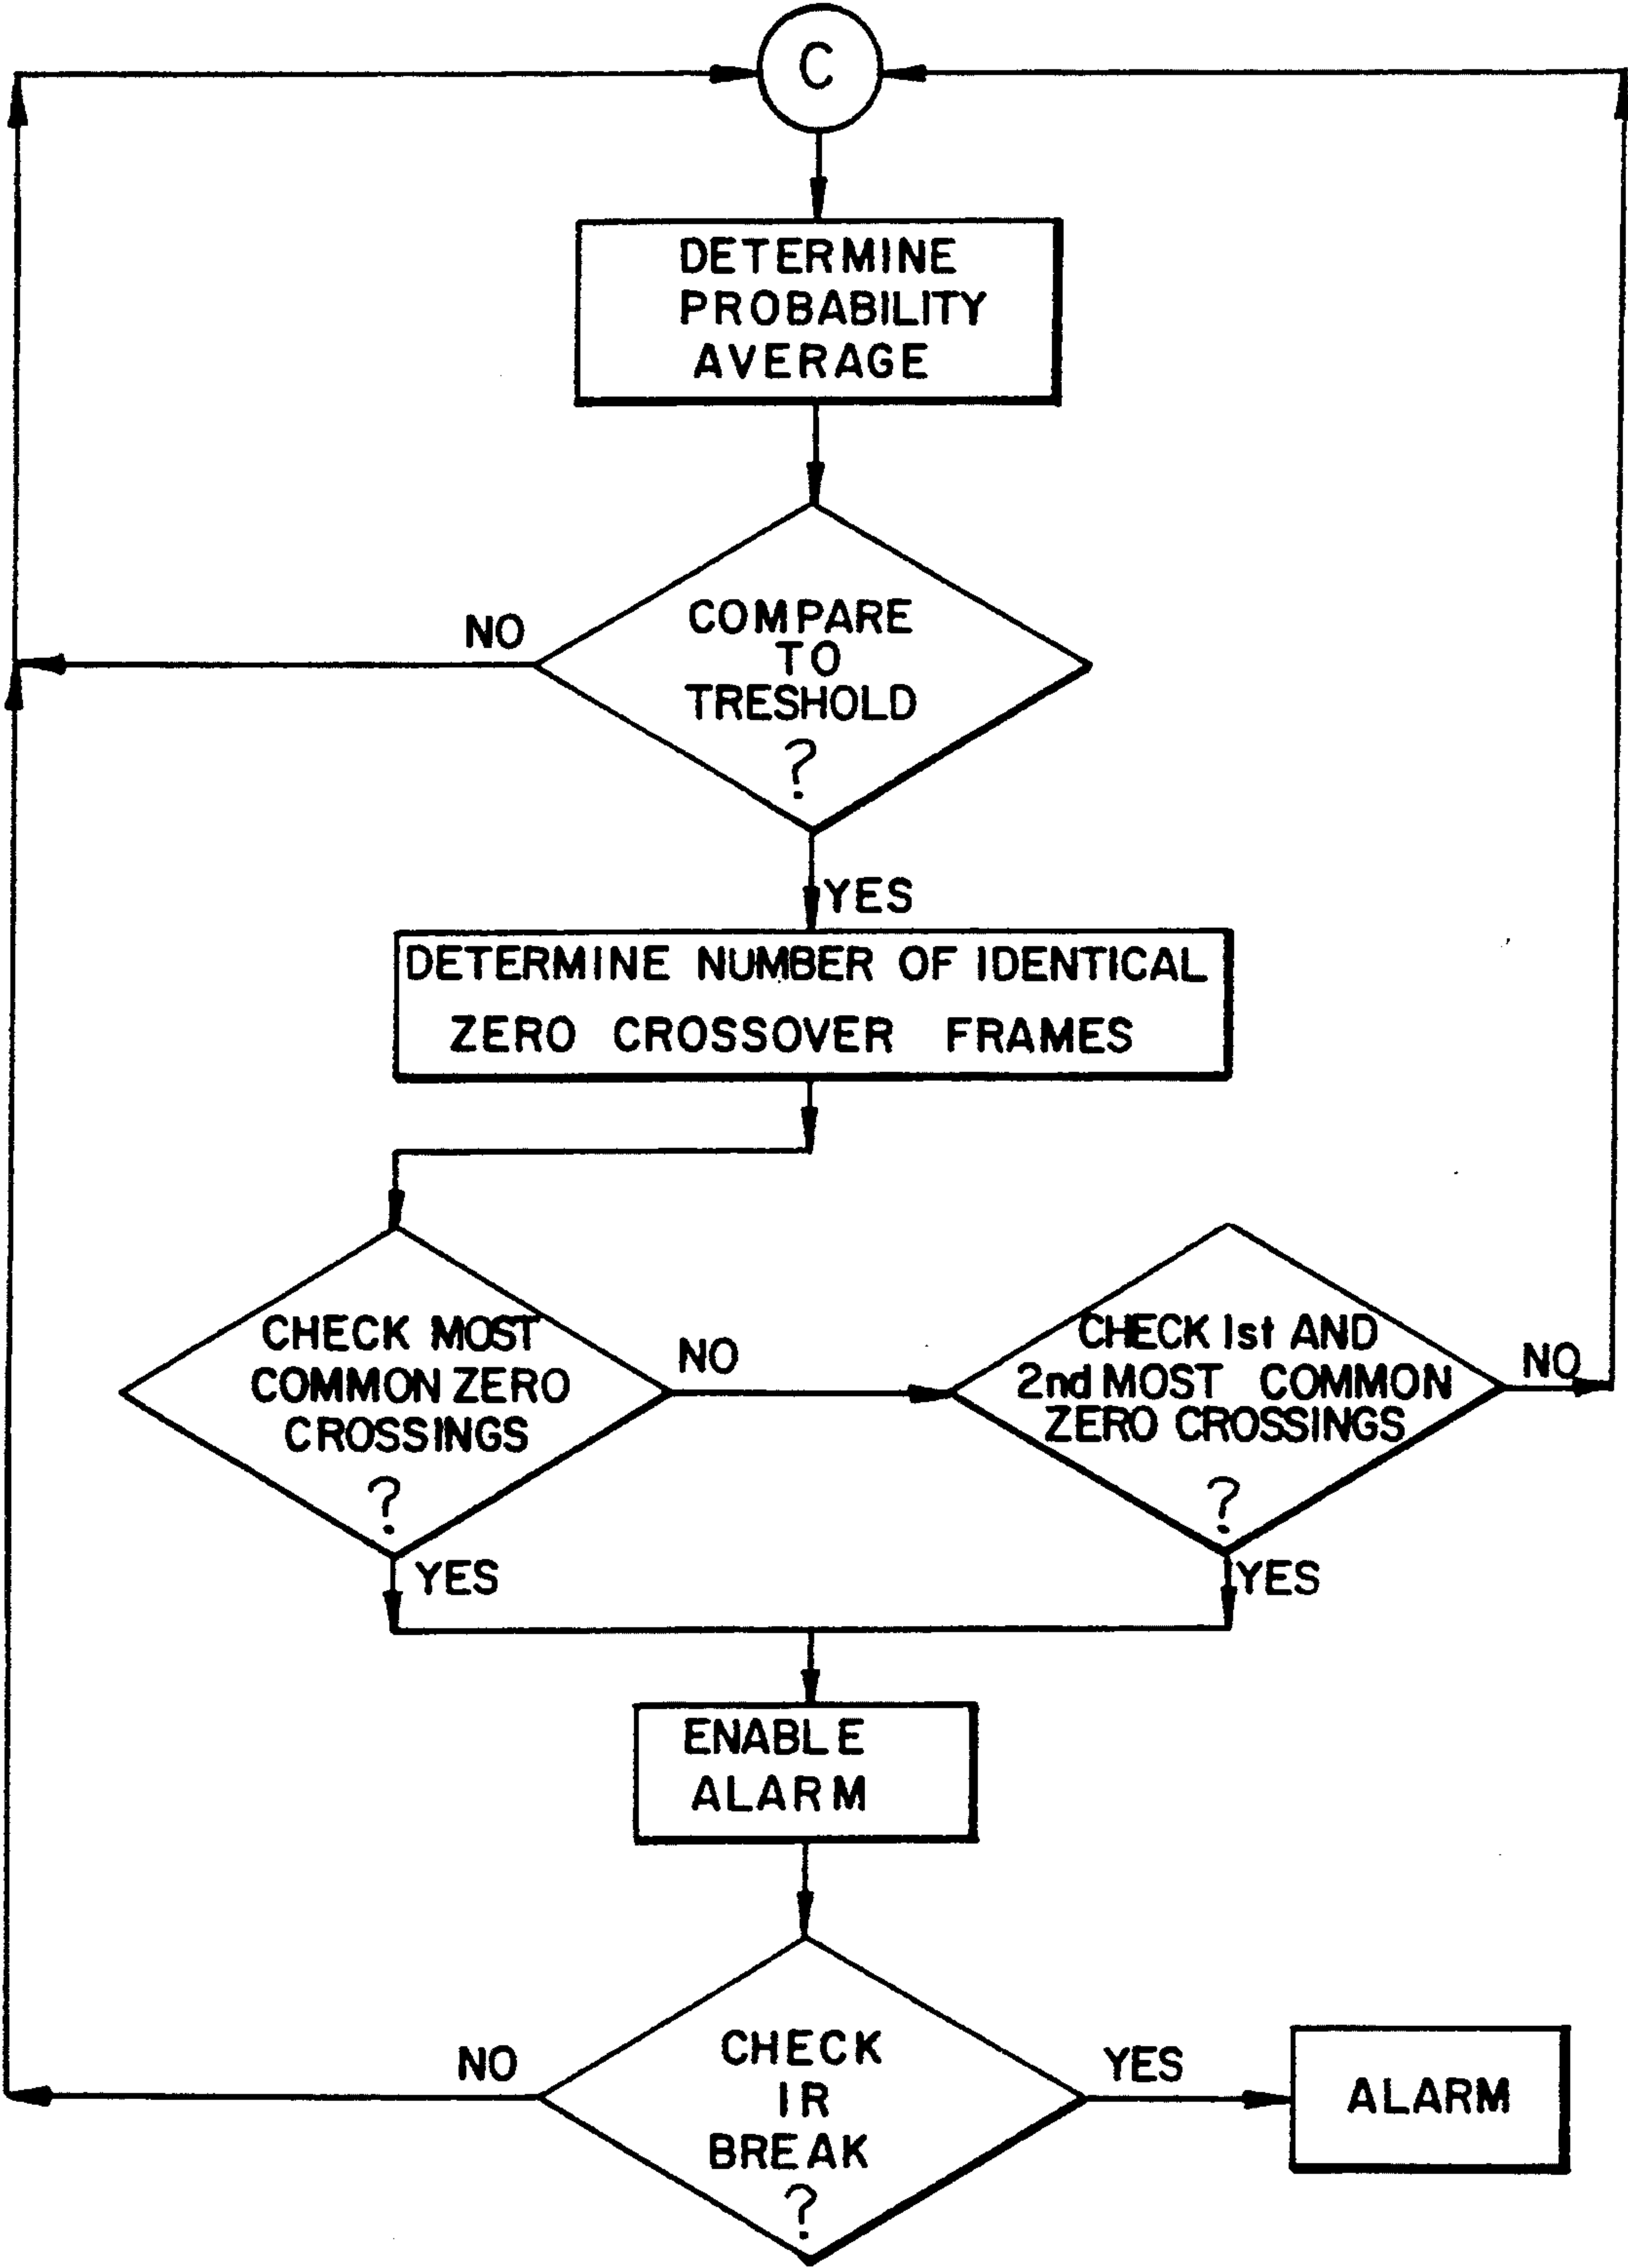 C
DETERMINE
PROBABILITY
AVERAGE
COMPARE
TO
TRESHOLD
?
NO
YES
DETERMINE NUMBER OF IDENTICAL
ZERO CROSSOVER FRAMES
CHECK MOST
COMMON ZERO
CROSSINGS
?
NO
YES
CHECK 1st AND
2nd MOST COMMON
ZERO CROSSINGS
?
NO
YES
ENABLE
ALARM
CHECK
IR
BREAK
?
NO
YES
ALARM